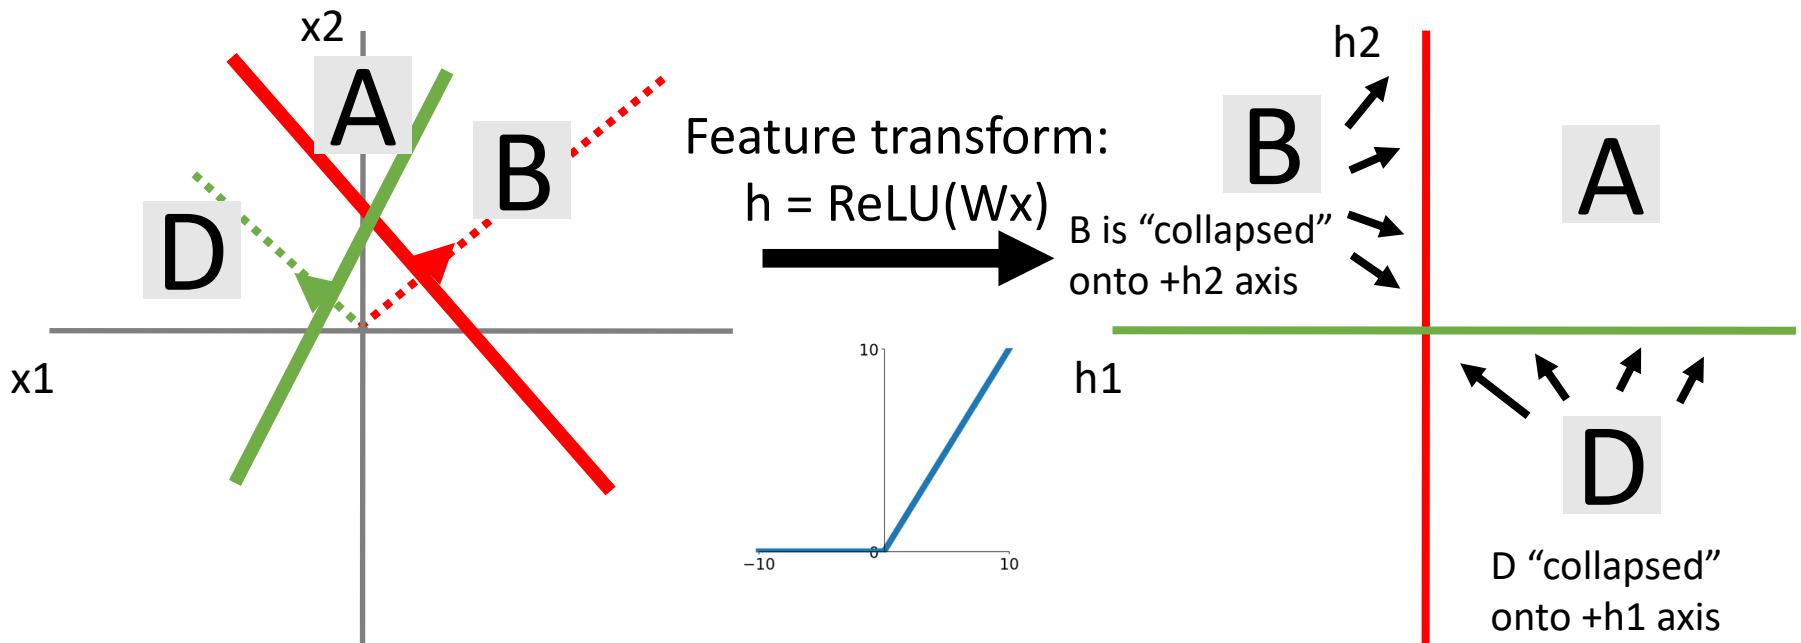 x2
A
B
D
x1
Feature transform:
h = ReLU(Wx)
10
0
−10
10
h2
B
A
B is “collapsed”
onto +h2 axis
h1
D
D “collapsed”
onto +h1 axis